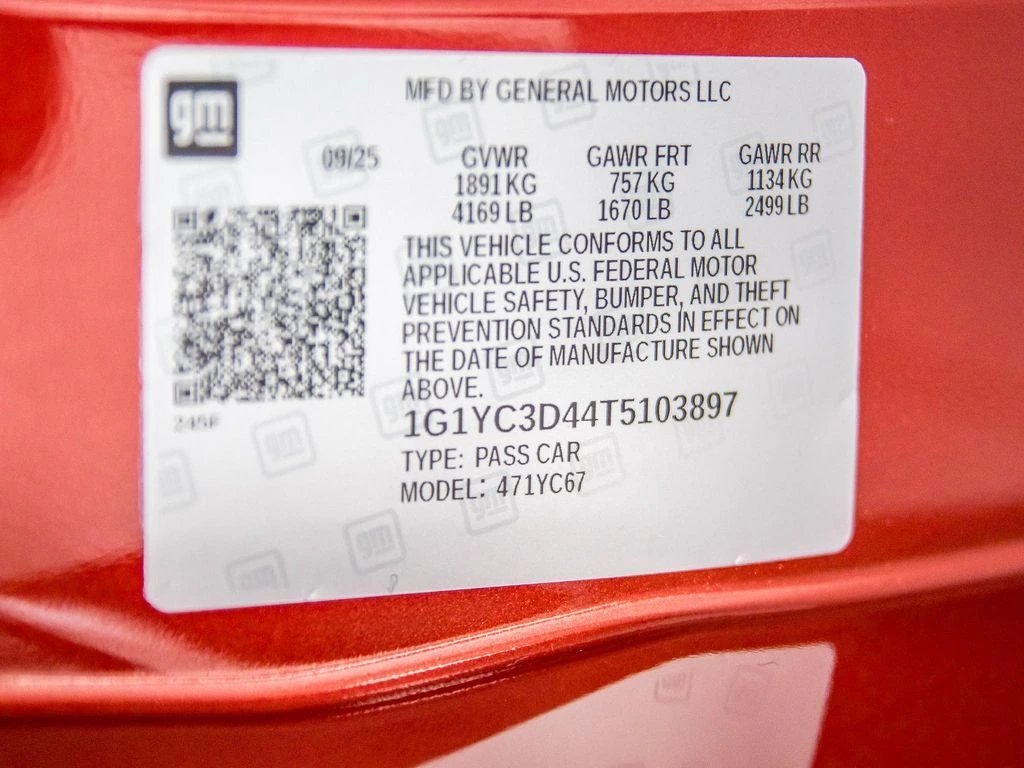 gm
MFD BY GENERAL MOTORS LLC
09/25 GVWR GAWR FRT GAWR RR
1891 KG 757 KG 1134 KG
4169 LB 1670 LB 2499 LB
THIS VEHICLE CONFORMS TO ALL
APPLICABLE U.S. FEDERAL MOTOR
VEHICLE SAFETY, BUMPER, AND THEFT
PREVENTION STANDARDS IN EFFECT ON
THE DATE OF MANUFACTURE SHOWN
ABOVE.
1G1YC3D44T5103897
TYPE: PASS CAR
MODEL: 471YC67